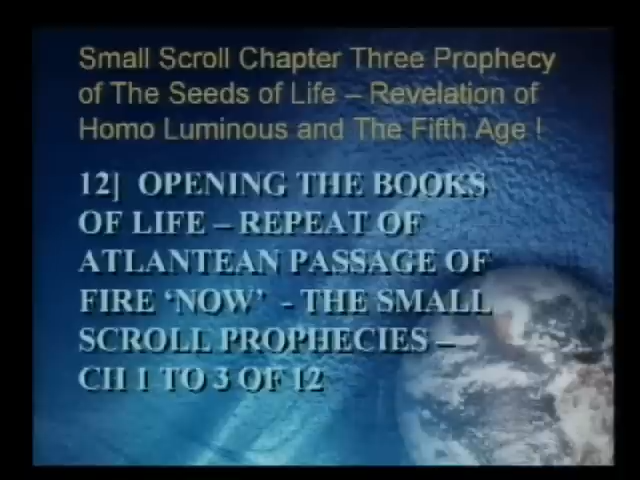 Small Scroll Chapter Three Prophecy
of The Seeds of Life – Revelation of
Homo Luminous and The Fifth Age !
12] OPENING THE BOOKS
OF LIFE – REPEAT OF
ATLANTEAN PASSAGE OF
FIRE ‘NOW’ - THE SMALL
SCROLL PROPHECIES –
CH 1 TO 3 OF 12